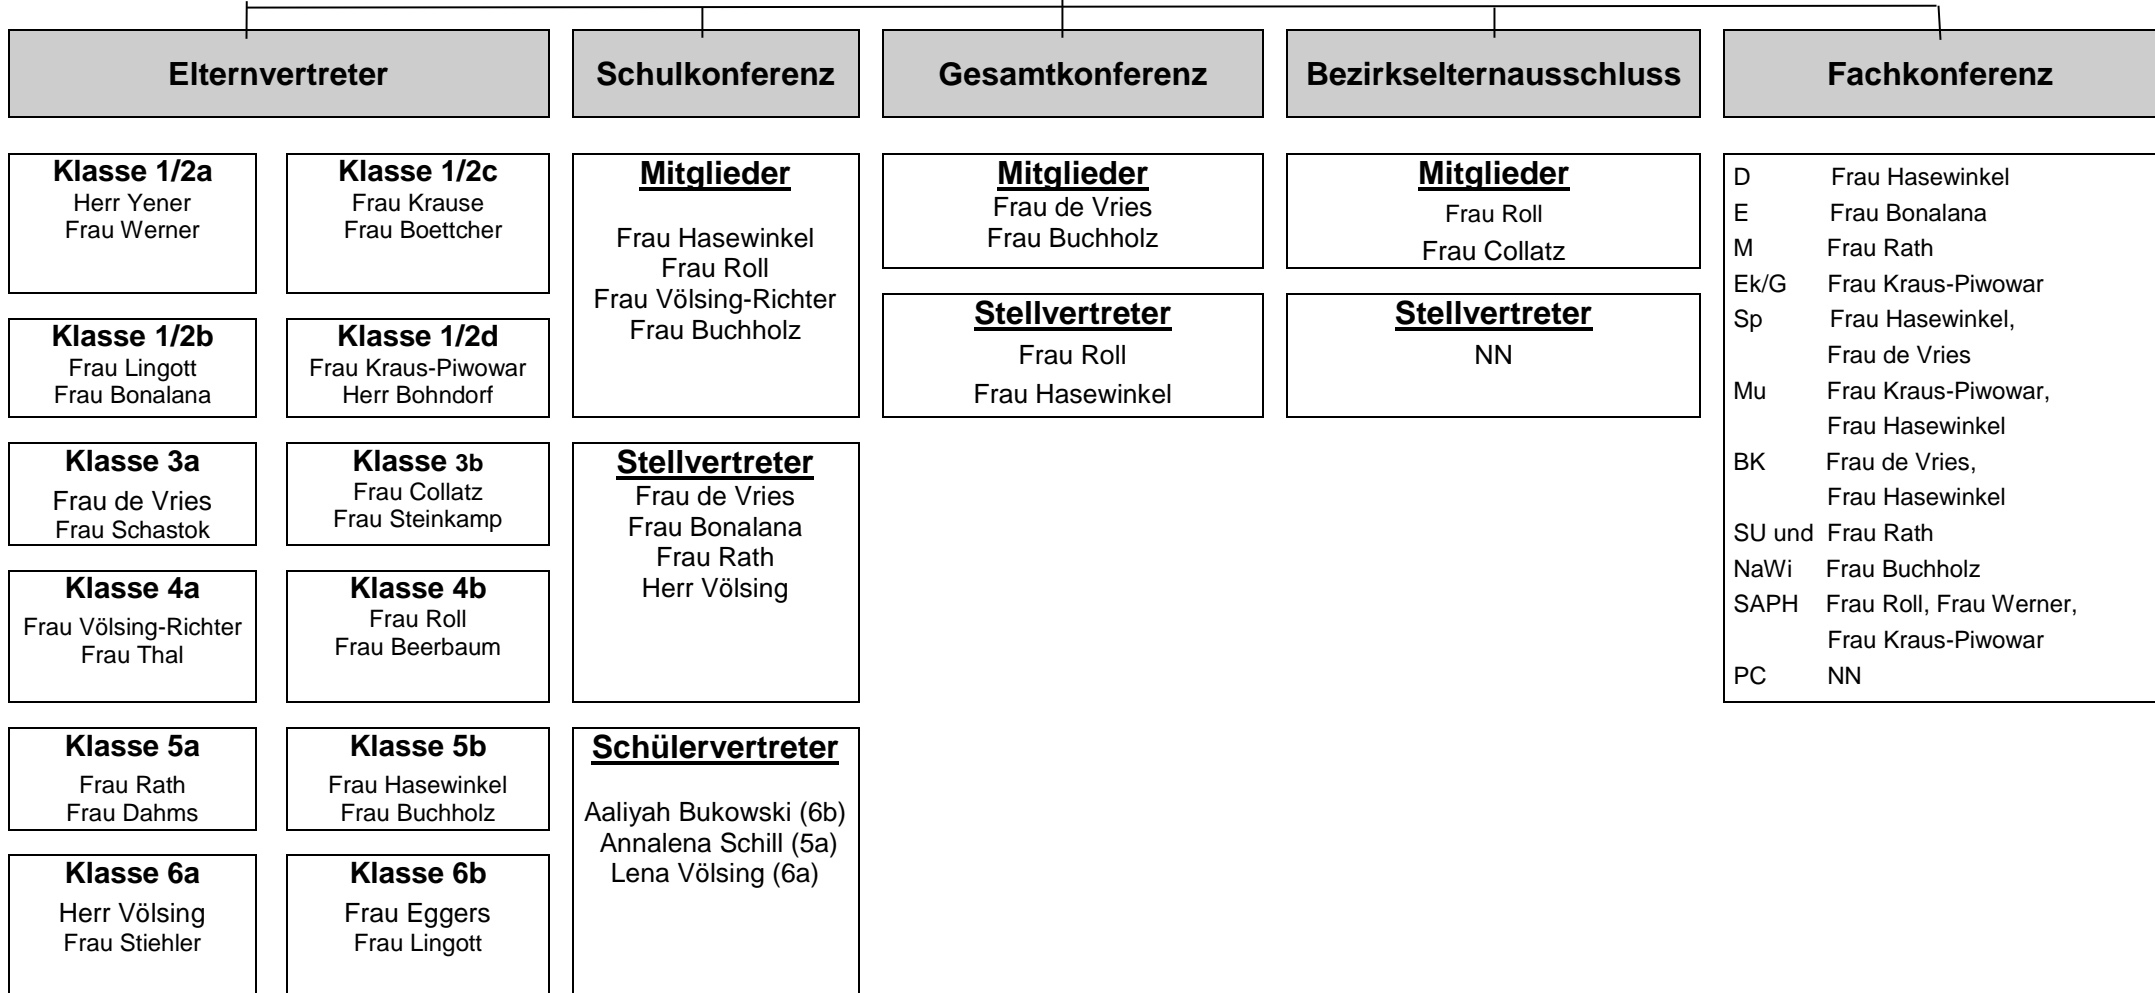 Elternvertreter
Schulkonferenz
Gesamtkonferenz
Bezirkselternausschluss
Fachkonferenz
Klasse 1/2a
Herr Yener
Frau Werner
Klasse 1/2c
Frau Krause
Frau Boettcher
Klasse 1/2b
Frau Lingott
Frau Bonalana
Klasse 1/2d
Frau Kraus-Piwowar
Herr Bohndorf
Klasse 3a
Frau de Vries
Frau Schastok
Klasse 3b
Frau Collatz
Frau Steinkamp
Klasse 4a
Frau Völsing-Richter
Frau Thal
Klasse 4b
Frau Roll
Frau Beerbaum
Klasse 5a
Frau Rath
Frau Dahms
Klasse 5b
Frau Hasewinkel
Frau Buchholz
Klasse 6a
Herr Völsing
Frau Stiehler
Klasse 6b
Frau Eggers
Frau Lingott
Mitglieder
Frau Hasewinkel
Frau Roll
Frau Völsing-Richter
Frau Buchholz
Stellvertreter
Frau de Vries
Frau Bonalana
Frau Rath
Herr Völsing
Schülervertreter
Aaliyah Bukowski (6b)
Annalena Schill (5a)
Lena Völsing (6a)
Mitglieder
Frau de Vries
Frau Buchholz
Stellvertreter
Frau Roll
Frau Hasewinkel
Mitglieder
Frau Roll
Frau Collatz
Stellvertreter
NN
D Frau Hasewinkel
E Frau Bonalana
M Frau Rath
Ek/G Frau Kraus-Piwowar
Sp Frau Hasewinkel,
Frau de Vries
Mu Frau Kraus-Piwowar,
Frau Hasewinkel
BK Frau de Vries,
Frau Hasewinkel
SU und Frau Rath
NaWi Frau Buchholz
SAPH Frau Roll, Frau Werner,
Frau Kraus-Piwowar
PC NN